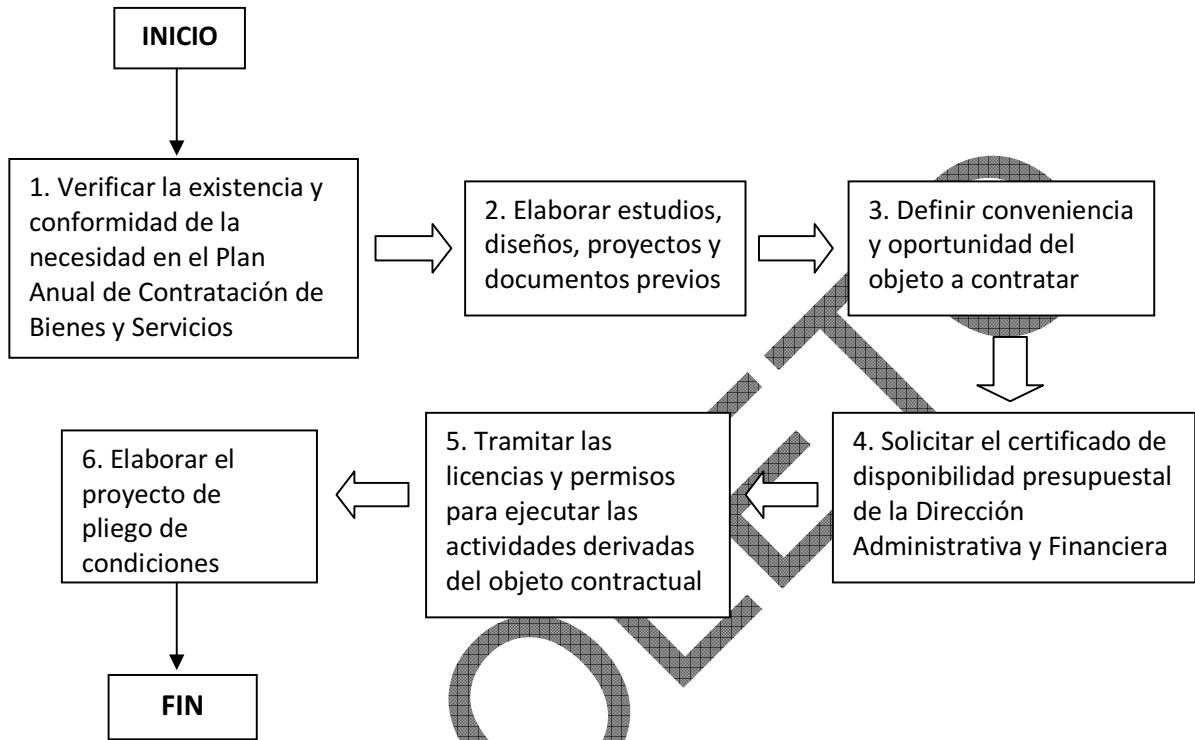 INICIO
1. Verificar la existencia y
conformidad de la
necesidad en el Plan
Anual de Contratación de
Bienes y Servicios
2. Elaborar estudios,
diseños, proyectos y
documentos previos
3. Definir conveniencia
y oportunidad del
objeto a contratar
4. Solicitar el certificado de
disponibilidad presupuestal
de la Dirección
Administrativa y Financiera
5. Tramitar las
licencias y permisos
para ejecutar las
actividades derivadas
del objeto contractual
6. Elaborar el
proyecto de
pliego de
condiciones
FIN
OLETO